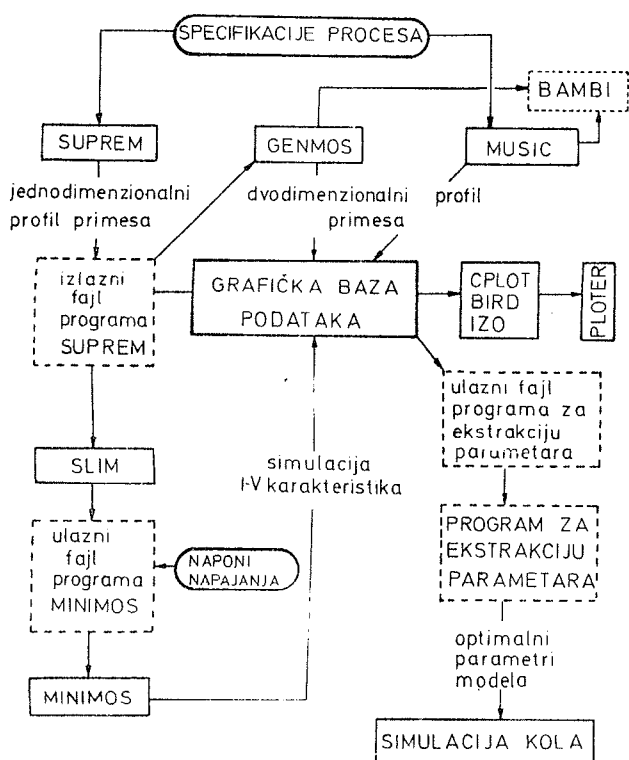 SPECIFIKACIJE PROCESA
BAMBI
SUPREM
GENMOS
MUSIC
jednodimenzionalni
profil primesa
dvodimenzionalni
primesa
profil
izlazni
fajl
programa
SUPREM
GRAFIČKA BAZA
PODATAKA
CPLOT
BIRD
IZO
PLOTER
ulazni fajl
programa za
ekstrakciju
parametara
SLIM
simulacija
I-V karakteristika
ulazni
fajl
programa
MINIMOS
NAPONI
NAPAJANJA
PROGRAM ZA
EKSTRAKCIJU
PARAMETARA
optimalni
parametri
modela
MINIMOS
SIMULACIJA KOLA